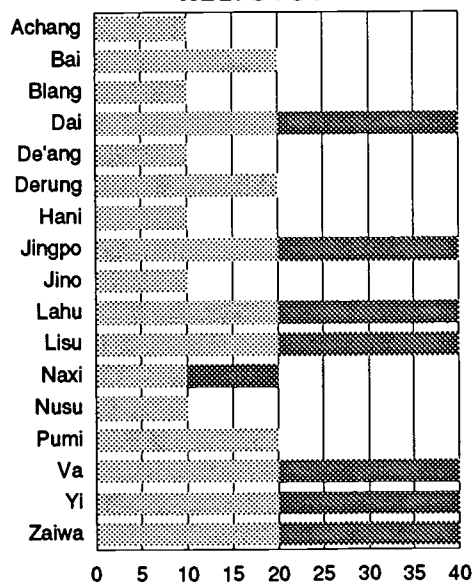 Achang
Bai
Blang
Dai
De'ang
Derung
Hani
Jingpo
Jino
Lahu
Lisu
Naxi
Nusu
Pumi
Va
Yi
Zaiwa
0 5 10 15 20 25 30 35 40